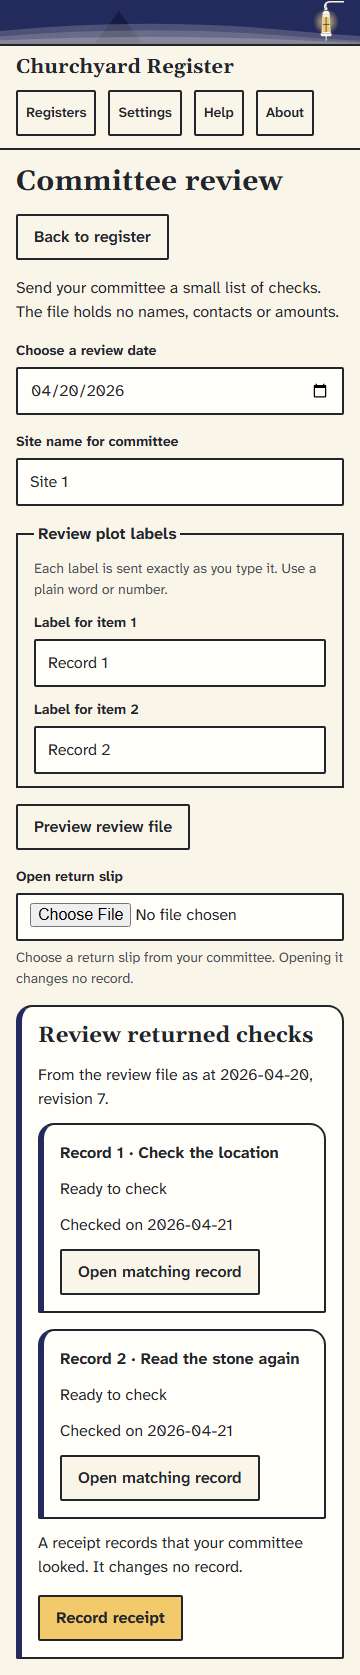 Churchyard Register
Registers
Settings
Help
About
Committee review
Back to register
Send your committee a small list of checks.
The file holds no names, contacts or amounts.
Choose a review date
04/20/2026
Site name for committee
Site 1
Review plot labels
Each label is sent exactly as you type it. Use a
plain word or number.
Label for item 1
Record 1
Label for item 2
Record 2
Preview review file
Open return slip
Choose File No file chosen
Choose a return slip from your committee. Opening it
changes no record.
Review returned checks
From the review file as at 2026-04-20,
revision 7.
Record 1 · Check the location
Ready to check
Checked on 2026-04-21
Open matching record
Record 2 · Read the stone again
Ready to check
Checked on 2026-04-21
Open matching record
A receipt records that your committee
looked. It changes no record.
Record receipt